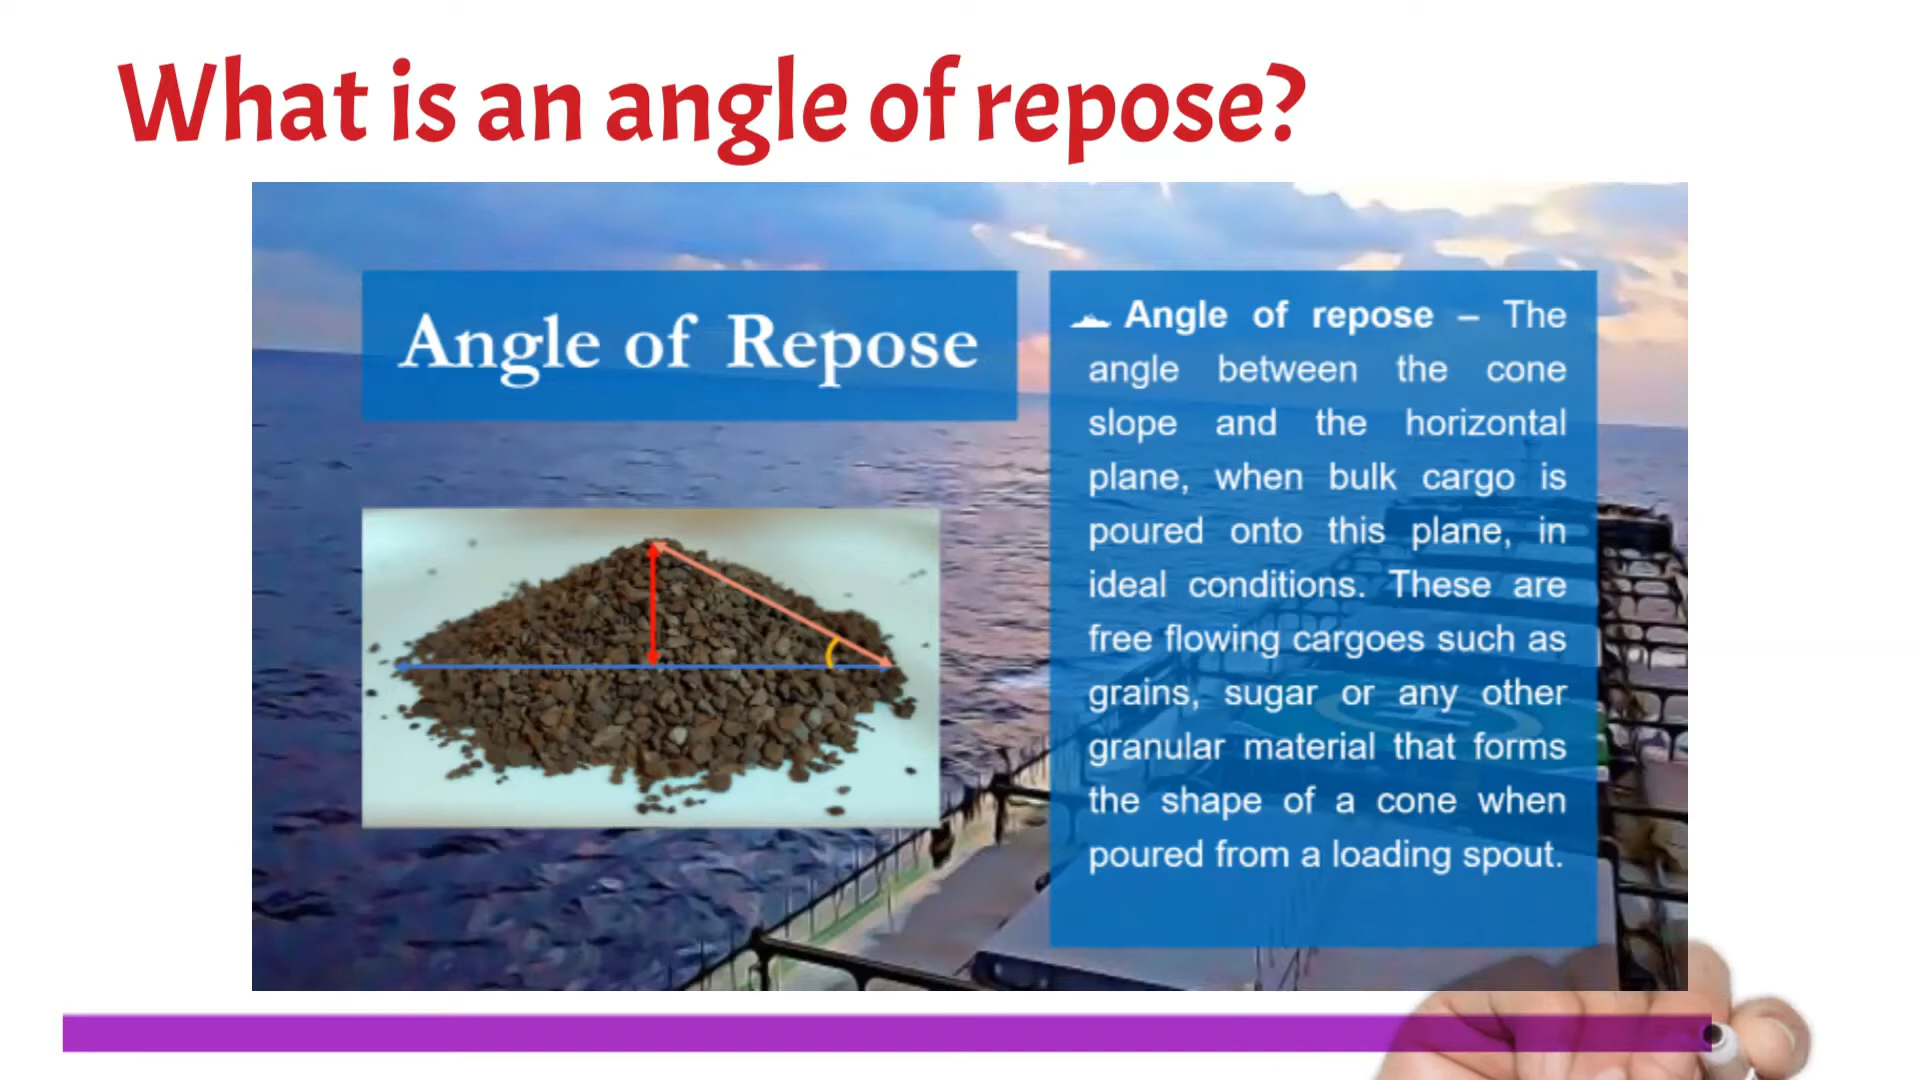 What is an angle of repose?
Angle of Repose
Angle of repose – The
angle between the cone
slope and the horizontal
plane, when bulk cargo is
poured onto this plane, in
ideal conditions. These are
free flowing cargoes such as
grains, sugar or any other
granular material that forms
the shape of a cone when
poured from a loading spout.